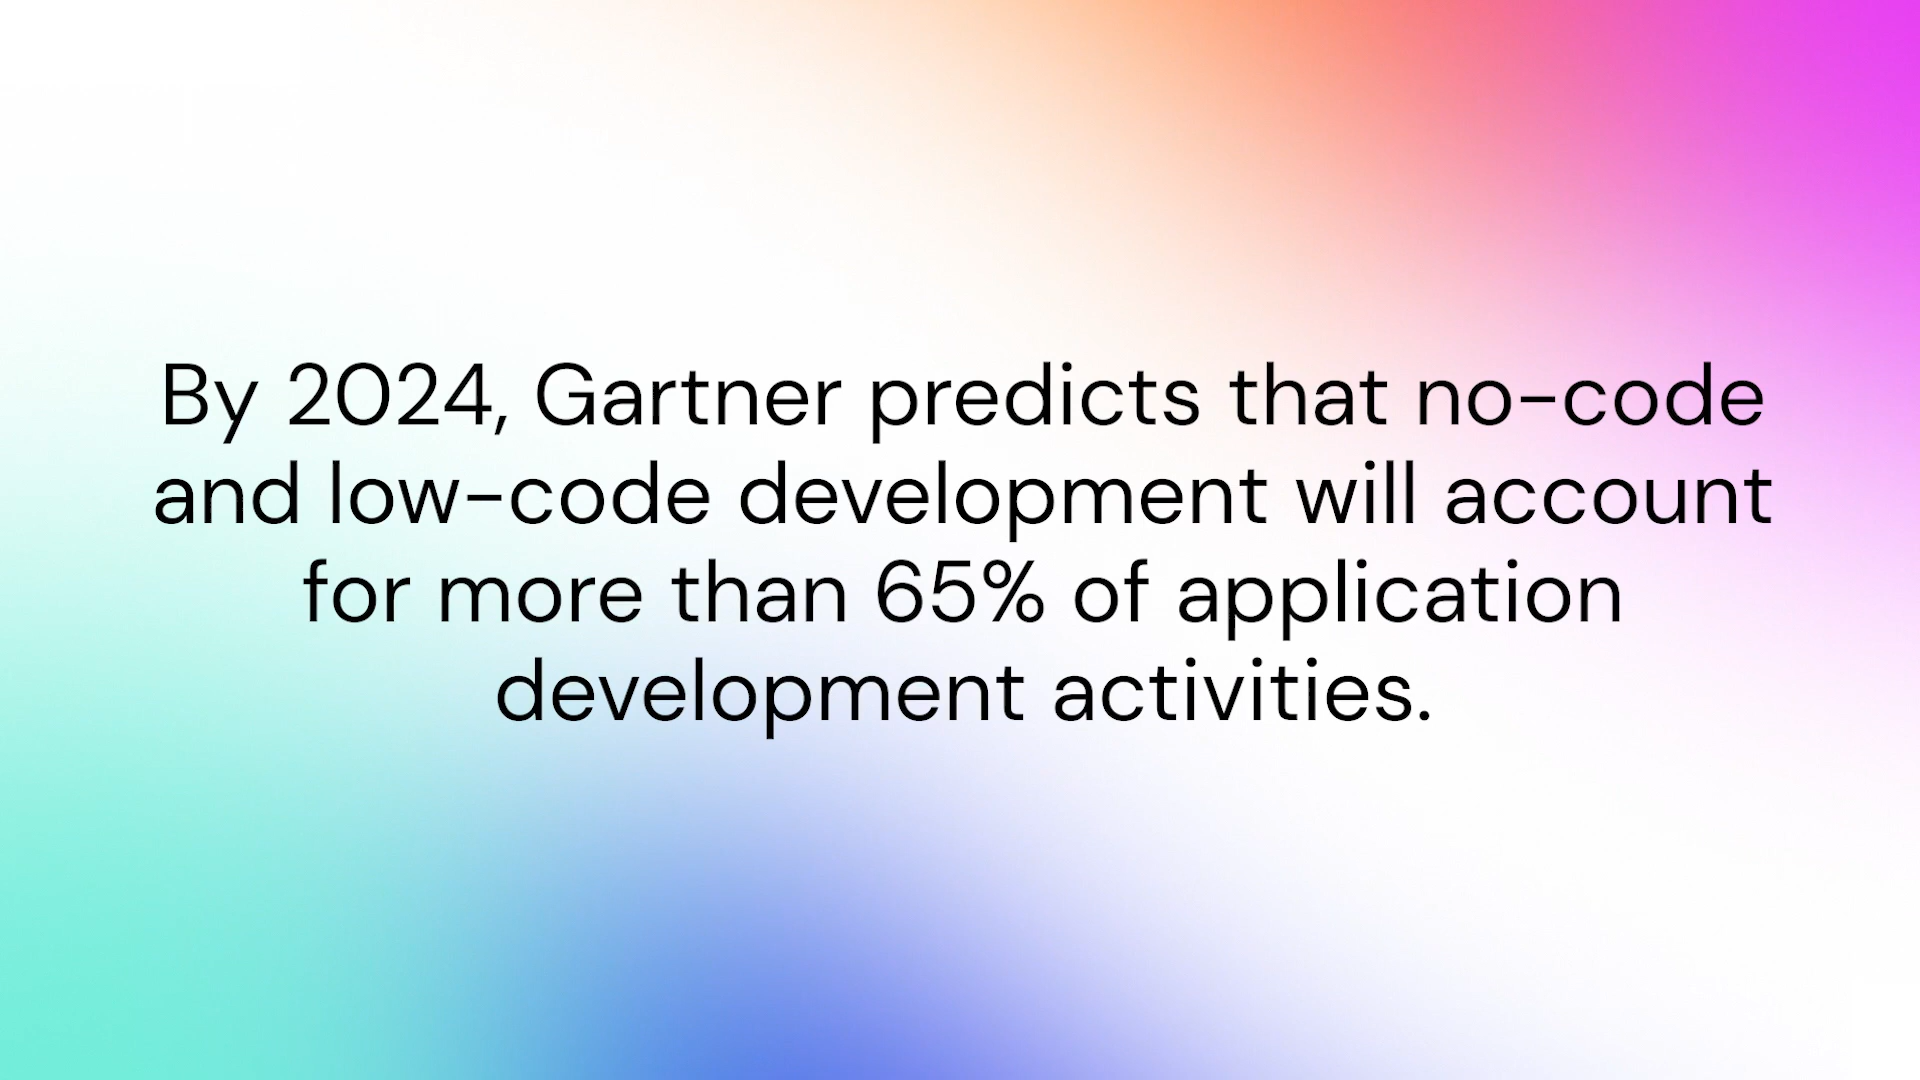 By 2024, Gartner predicts that no-code
and low-code development will account
for more than 65% of application
development activities.